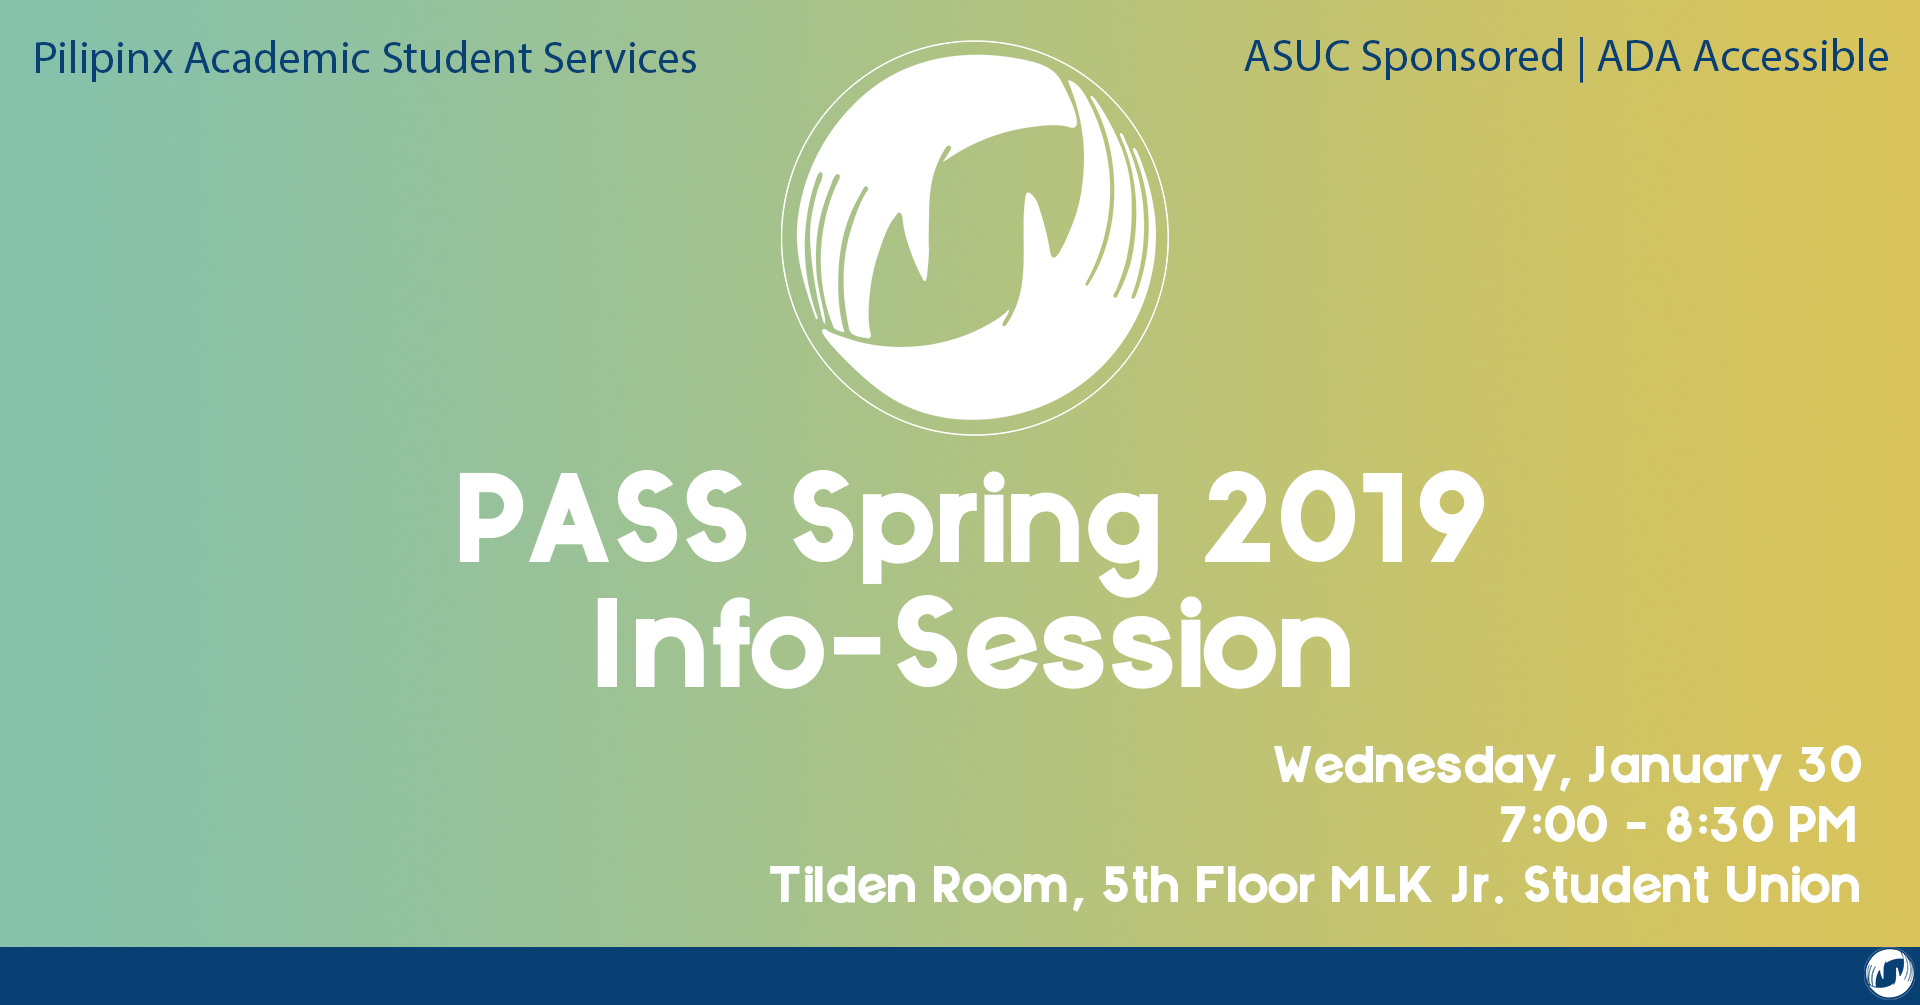 Pilipinx Academic Student Services
ASUC Sponsored | ADA Accessible
PASS Spring 2019
Info-Session
Wednesday, January 30
7:00 - 8:30 PM
Tilden Room, 5th Floor MLK Jr. Student Union